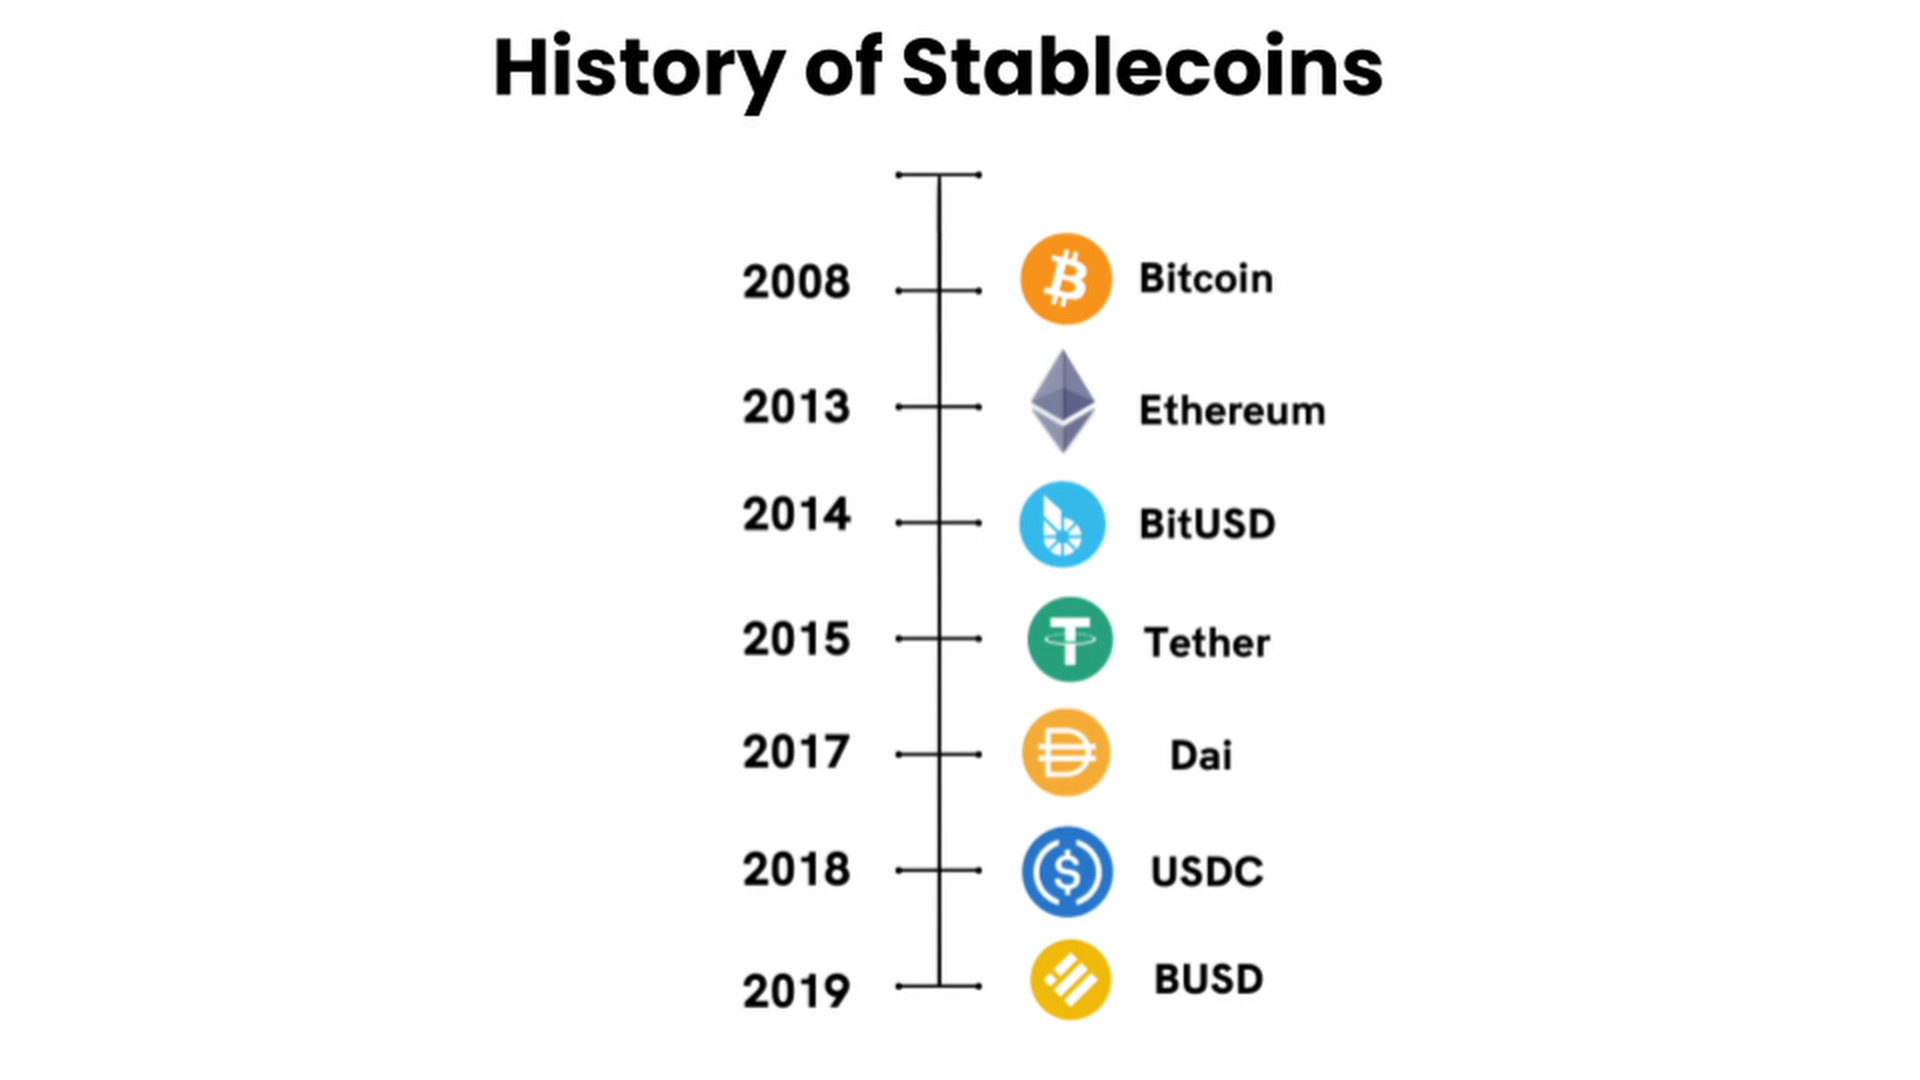 History of Stablecoins
2008 Bitcoin
2013 Ethereum
2014 BitUSD
2015 Tether
2017 Dai
2018 USDC
2019 BUSD